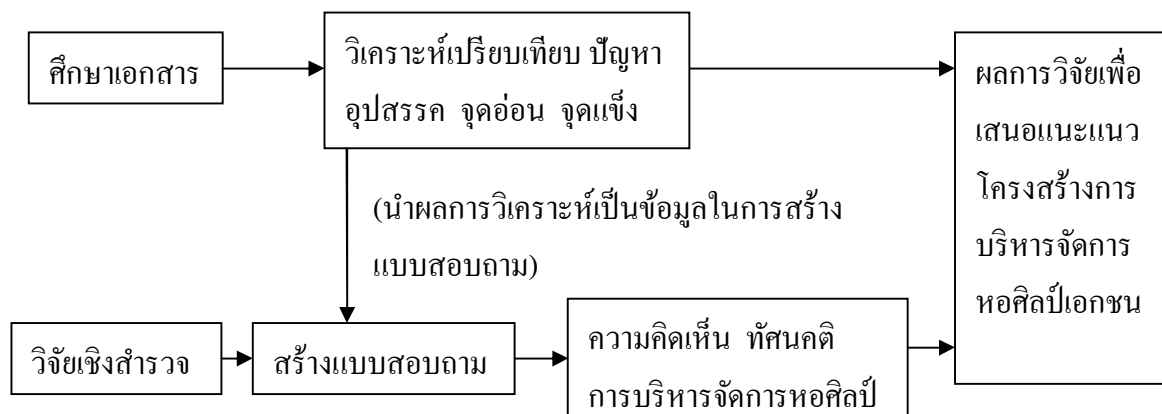 ศึกษาเอกสาร
วิเคราะห์เปรียบเทียบ ปัญหา
อุปสรรค จุดอ่อน จุดแข็ง
ผลการวิจัยเพื่อ
เสนอแนะแนว
โครงสร้างการ
บริหารจัดการ
หอศิลป์เอกชน
(นำผลการวิเคราะห์เป็นข้อมูลในการสร้าง
แบบสอบถาม)
วิจัยเชิงสำรวจ
สร้างแบบสอบถาม
ความคิดเห็น ทัศนคติ
การบริหารจัดการหอศิลป์